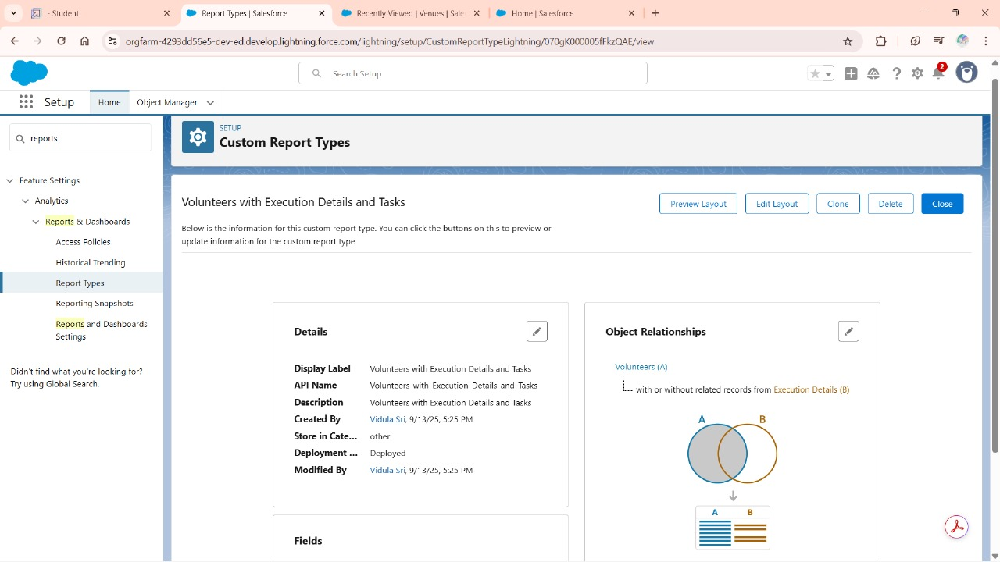 - Student
Report Types | Salesforce
Recently Viewed | Venues | Sale
Home | Salesforce
orgfarm-4293dd56e5-dev-ed.develop.lightning.force.com/lightning/setup/CustomReportTypeLightning/070gK000005fFkzQAE/view
Search Setup
2
Setup
Home
Object Manager
reports
Feature Settings
Analytics
Reports & Dashboards
Access Policies
Historical Trending
Report Types
Reporting Snapshots
Reports and Dashboards
Settings
Didn't find what you're looking for?
Try using Global Search.
SETUP
Custom Report Types
Volunteers with Execution Details and Tasks
Preview Layout
Edit Layout
Clone
Delete
Close
Below is the information for this custom report type. You can click the buttons on this to preview or
update information for the custom report type
Details
Display Label Volunteers with Execution Details and Tasks
API Name Volunteers_with_Execution_Details_and_Tasks
Description Volunteers with Execution Details and Tasks
Created By Vidula Sri, 9/13/25, 5:25 PM
Store in Cate... other
Deployment ... Deployed
Modified By Vidula Sri, 9/13/25, 5:25 PM
Fields
Object Relationships
Volunteers (A)
with or without related records from Execution Details (B)
A B
A B